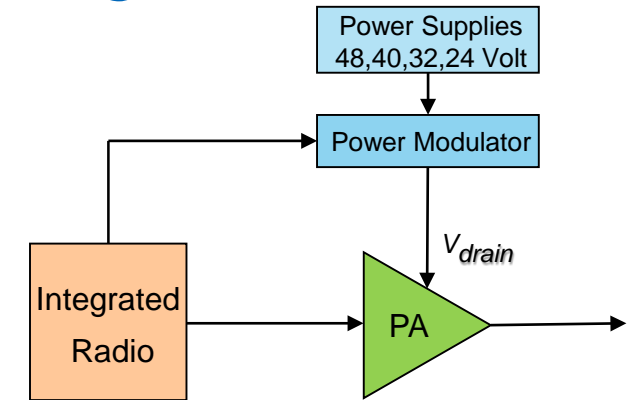 Power Supplies
48,40,32,24 Volt
Power Modulator
Vdrain
Integrated
Radio
PA